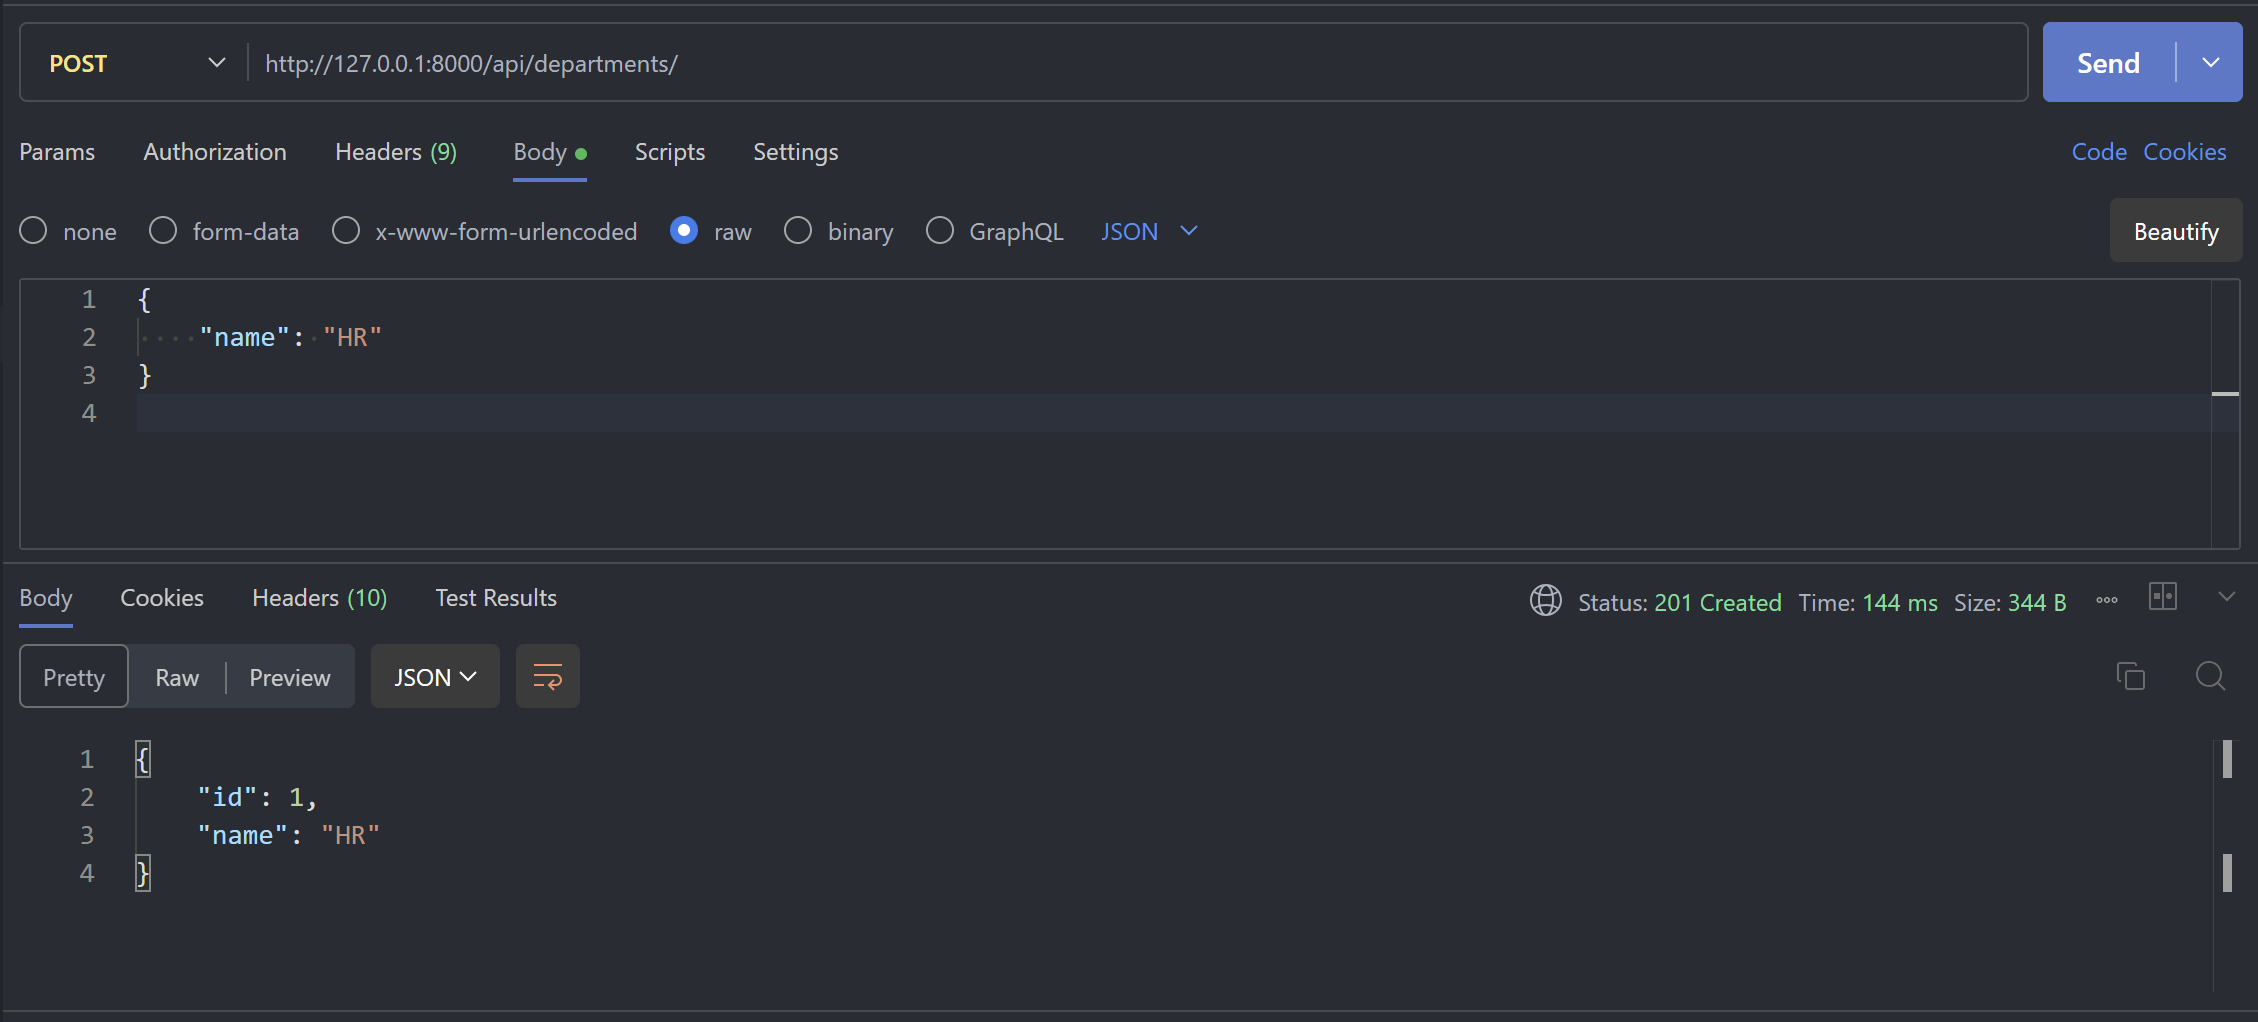 POST http://127.0.0.1:8000/api/departments/ Send
Params Authorization Headers (9) Body Scripts Settings Code Cookies
none form-data x-www-form-urlencoded raw binary GraphQL JSON Beautify
1 {
2 "name": "HR"
3 }
4
Body Cookies Headers (10) Test Results Status: 201 Created Time: 144 ms Size: 344 B
Pretty Raw Preview JSON
1 {
2 "id": 1,
3 "name": "HR"
4 }